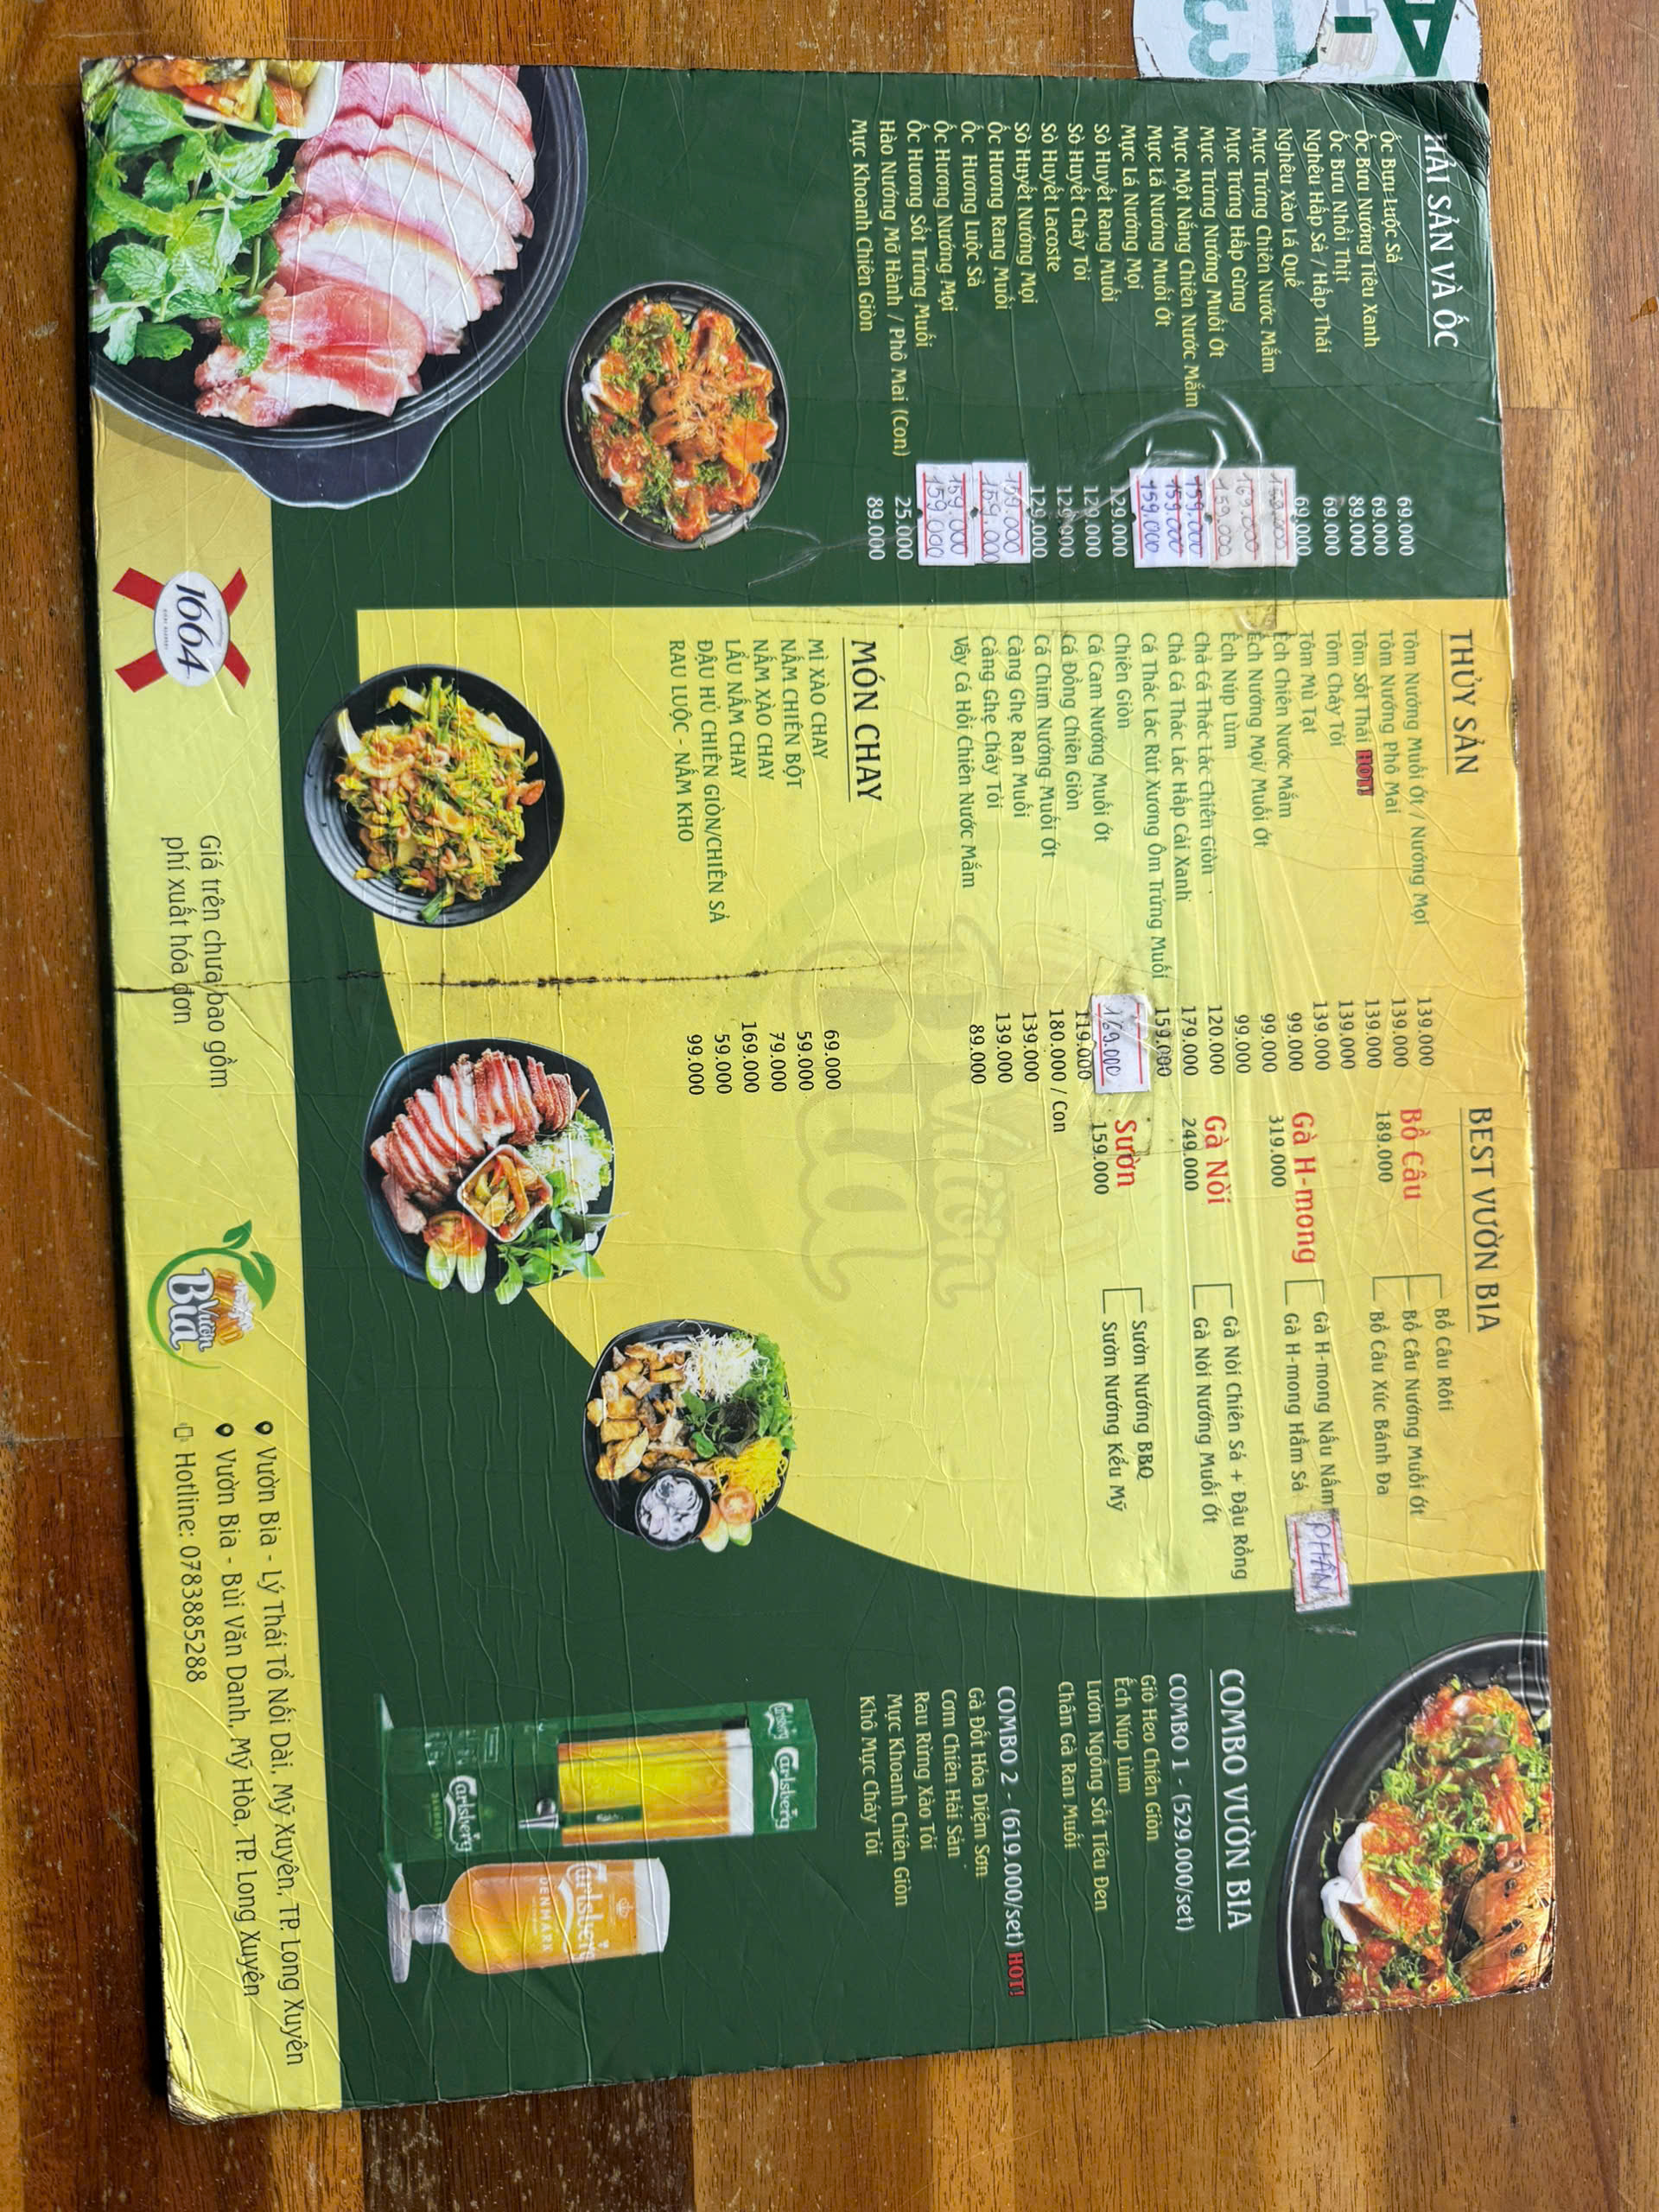 HẢI SẢN VÀ ỐC
Ốc Bưu Luộc Sả 69.000
Ốc Bưu Nướng Tiêu Xanh 69.000
Ốc Bưu Nhồi Thịt 89.000
Nghêu Hấp Sả / Hấp Thái 69.000
Nghêu Xào Lá Quế 69.000
Mực Trứng Chiên Nước Mắm 159.000
Mực Trứng Hấp Gừng 169.000
Mực Trứng Nướng Muối Ớt 159.000
Mực Một Nắng Chiên Nước Mắm 159.000
Mực Lá Nướng Muối Ớt 159.000
Mực Lá Nướng Mọi 159.000
Sò Huyết Rang Muối 129.000
Sò Huyết Cháy Tỏi 129.000
Sò Huyết Lacoste 129.000
Sò Huyết Nướng Mọi 129.000
Ốc Hương Rang Muối 159.000
Ốc Hương Luộc Sả 159.000
Ốc Hương Nướng Mọi 159.000
Ốc Hương Sốt Trứng Muối 159.000
Hào Nướng Mỡ Hành / Phô Mai (Con) 25.000
Mực Khoanh Chiên Giòn 89.000
THỦY SẢN
Tôm Nướng Muối Ớt / Nướng Mọi 139.000
Tôm Nướng Phô Mai 139.000
Tôm Sốt Thái HOT! 139.000
Tôm Cháy Tỏi 139.000
Tôm Mù Tạt 139.000
Ếch Chiên Nước Mắm 99.000
Ếch Nướng Mọi/ Muối Ớt 99.000
Ếch Núp Lùm 99.000
Chả Cá Thác Lác Chiên Giòn 120.000
Chả Cá Thác Lác Hấp Cải Xanh 179.000
Cá Thác Lác Rút Xương Ôm Trứng Muối 159.000
Chiên Giòn
Cá Cam Nướng Muối Ớt 169.000
Cá Đồng Chiên Giòn 119.000
Cá Chim Nướng Muối Ớt 180.000 / Con
Càng Ghẹ Ran Muối 139.000
Càng Ghẹ Cháy Tỏi 139.000
Vây Cá Hồi Chiên Nước Mắm 89.000
MÓN CHAY
MÌ XÀO CHAY 69.000
NẤM CHIÊN BỘT 59.000
NẤM XÀO CHAY 79.000
LẨU NẤM CHAY 169.000
ĐẬU HỦ CHIÊN GIÒN/CHIÊN SẢ 59.000
RAU LUỘC - NẤM KHO 99.000
BEST VƯỜN BIA
Bồ Câu
189.000
Bồ Câu Rôti
Bồ Câu Nướng Muối Ớt
Bồ Câu Xúc Bánh Đa
Gà H-mong
319.000
Gà H-mong Nấu Nấm
Gà H-mong Hầm Sả
PHẦN
Gà Nòi
249.000
Gà Nòi Chiên Sả + Đậu Rồng
Gà Nòi Nướng Muối Ớt
Sườn
159.000
Sườn Nướng BBQ
Sườn Nướng Kểu Mỹ
COMBO VƯỜN BIA
COMBO 1 - (529.000/set)
Giò Heo Chiên Giòn
Ếch Núp Lùm
Lườn Ngỗng Sốt Tiêu Đen
Chân Gà Ran Muối
COMBO 2 - (619.000/set) HOT!
Gà Đốt Hỏa Diệm Sơn
Cơm Chiên Hải Sản
Rau Rừng Xào Tỏi
Mực Khoanh Chiên Giòn
Khô Mực Cháy Tỏi
Vườn
Bia
Carlsberg
Carlsberg
Carlsberg
DENMARK
Carlsberg
DENMARK
1664
Giá trên chưa bao gồm
phí xuất hóa đơn
Vườn
Bia
Vườn Bia - Lý Thái Tổ Nối Dài, Mỹ Xuyên, TP. Long Xuyên
Vườn Bia - Bùi Văn Danh, Mỹ Hòa, TP. Long Xuyên
Hotline: 0783885288